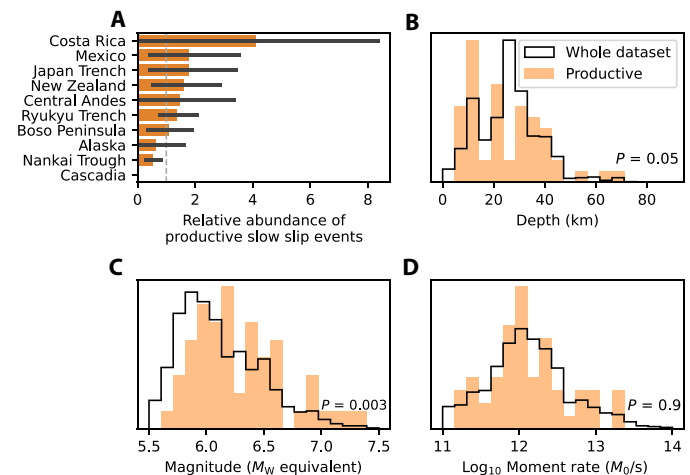 A
Costa Rica
Mexico
Japan Trench
New Zealand
Central Andes
Ryukyu Trench
Boso Peninsula
Alaska
Nankai Trough
Cascadia
0 2 4 6 8
Relative abundance of
productive slow slip events
B
Whole dataset
Productive
P = 0.05
0 20 40 60 80
Depth (km)
C
P = 0.003
5.5 6.0 6.5 7.0 7.5
Magnitude (MW equivalent)
D
P = 0.9
11 12 13 14
Log10 Moment rate (M0/s)